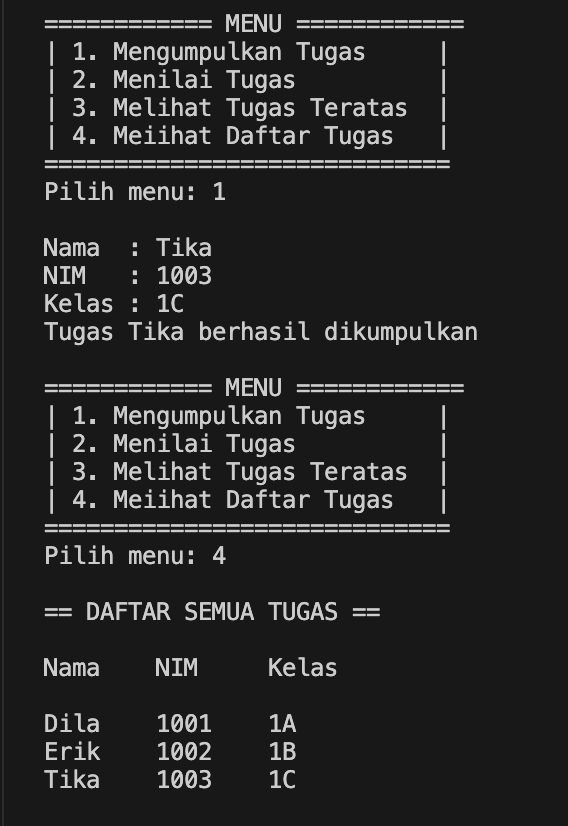 ============ MENU ============
| 1. Mengumpulkan Tugas     |
| 2. Menilai Tugas          |
| 3. Melihat Tugas Teratas  |
| 4. Meiihat Daftar Tugas   |
=============================
Pilih menu: 1
Nama  : Tika
NIM   : 1003
Kelas : 1C
Tugas Tika berhasil dikumpulkan
============ MENU ============
| 1. Mengumpulkan Tugas     |
| 2. Menilai Tugas          |
| 3. Melihat Tugas Teratas  |
| 4. Meiihat Daftar Tugas   |
=============================
Pilih menu: 4
== DAFTAR SEMUA TUGAS ==
Nama    NIM     Kelas
Dila    1001    1A
Erik    1002    1B
Tika    1003    1C